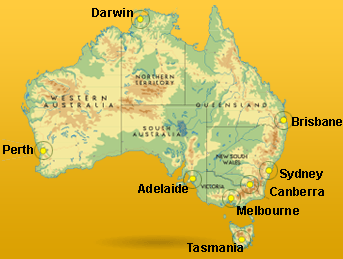 Darwin
NORTHERN
TERRITORY
WESTERN
AUSTRALIA
QUEENSLAND
Brisbane
SOUTH
AUSTRALIA
Perth
NEW SOUTH
WALES
Sydney
Adelaide
VICTORIA
Canberra
Melbourne
Tasmania